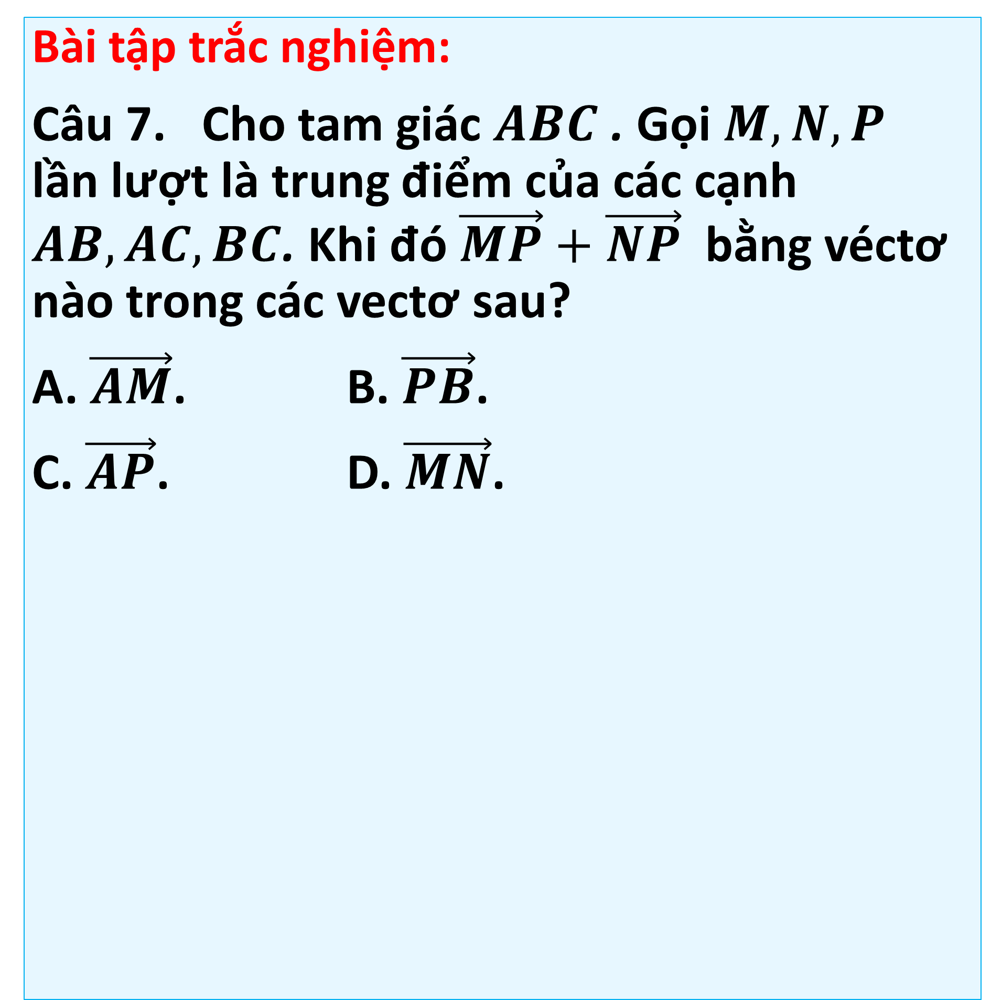 Bài tập trắc nghiệm:
Câu 7. Cho tam giác ABC . Gọi M, N, P
lần lượt là trung điểm của các cạnh
AB, AC, BC. Khi đó $\overrightarrow{MP} + \overrightarrow{NP}$ bằng véctơ
nào trong các vectơ sau?
A. $\overrightarrow{AM}$. B. $\overrightarrow{PB}$.
C. $\overrightarrow{AP}$. D. $\overrightarrow{MN}$.